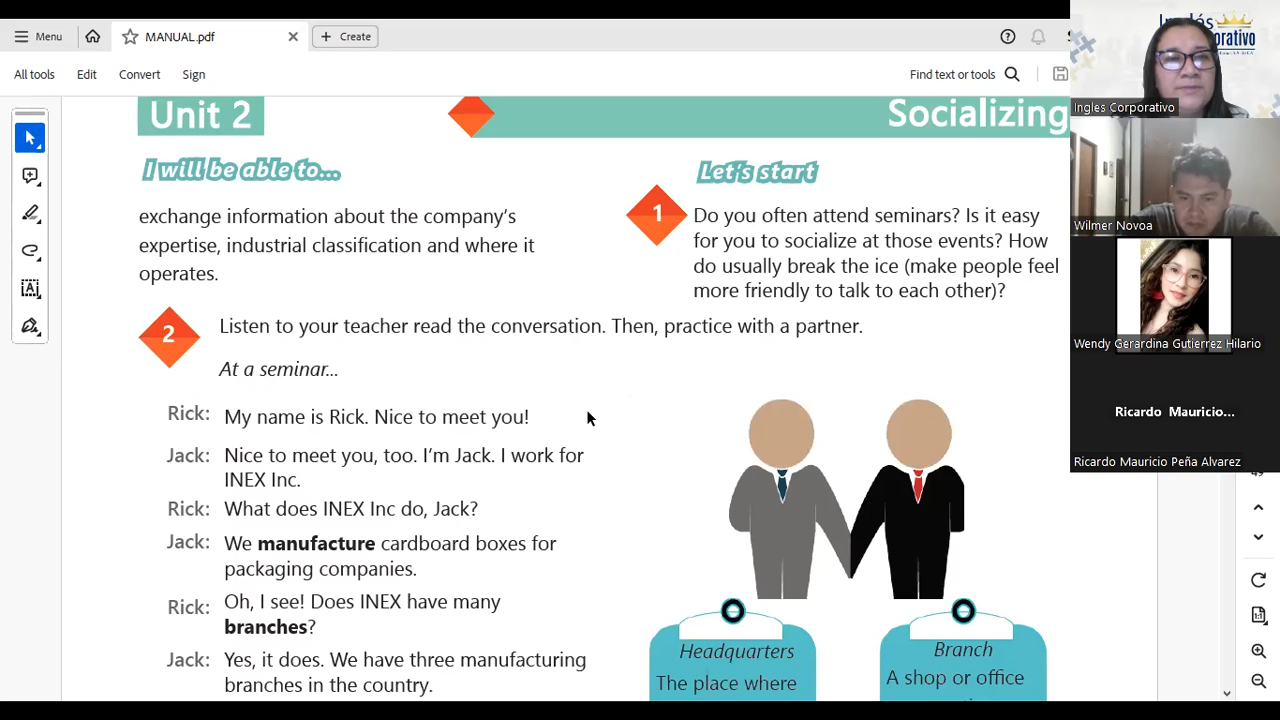 Menu
MANUAL.pdf
Create
All tools
Edit
Convert
Sign
Find text or tools
Unit 2
Socializing
I will be able to...
Let's start
exchange information about the company's
expertise, industrial classification and where it
operates.
1
Do you often attend seminars? Is it easy
for you to socialize at those events? How
do usually break the ice (make people feel
more friendly to talk to each other)?
2
Listen to your teacher read the conversation. Then, practice with a partner.
At a seminar...
Rick: My name is Rick. Nice to meet you!
Jack: Nice to meet you, too. I'm Jack. I work for
INEX Inc.
Rick: What does INEX Inc do, Jack?
Jack: We manufacture cardboard boxes for
packaging companies.
Rick: Oh, I see! Does INEX have many
branches?
Jack: Yes, it does. We have three manufacturing
branches in the country.
Headquarters
The place where
Branch
A shop or office
Inglés
Ingles Corporativo
Wilmer Novoa
Wendy Gerardina Gutierrez Hilario
Ricardo Mauricio...
Ricardo Mauricio Peña Alvarez